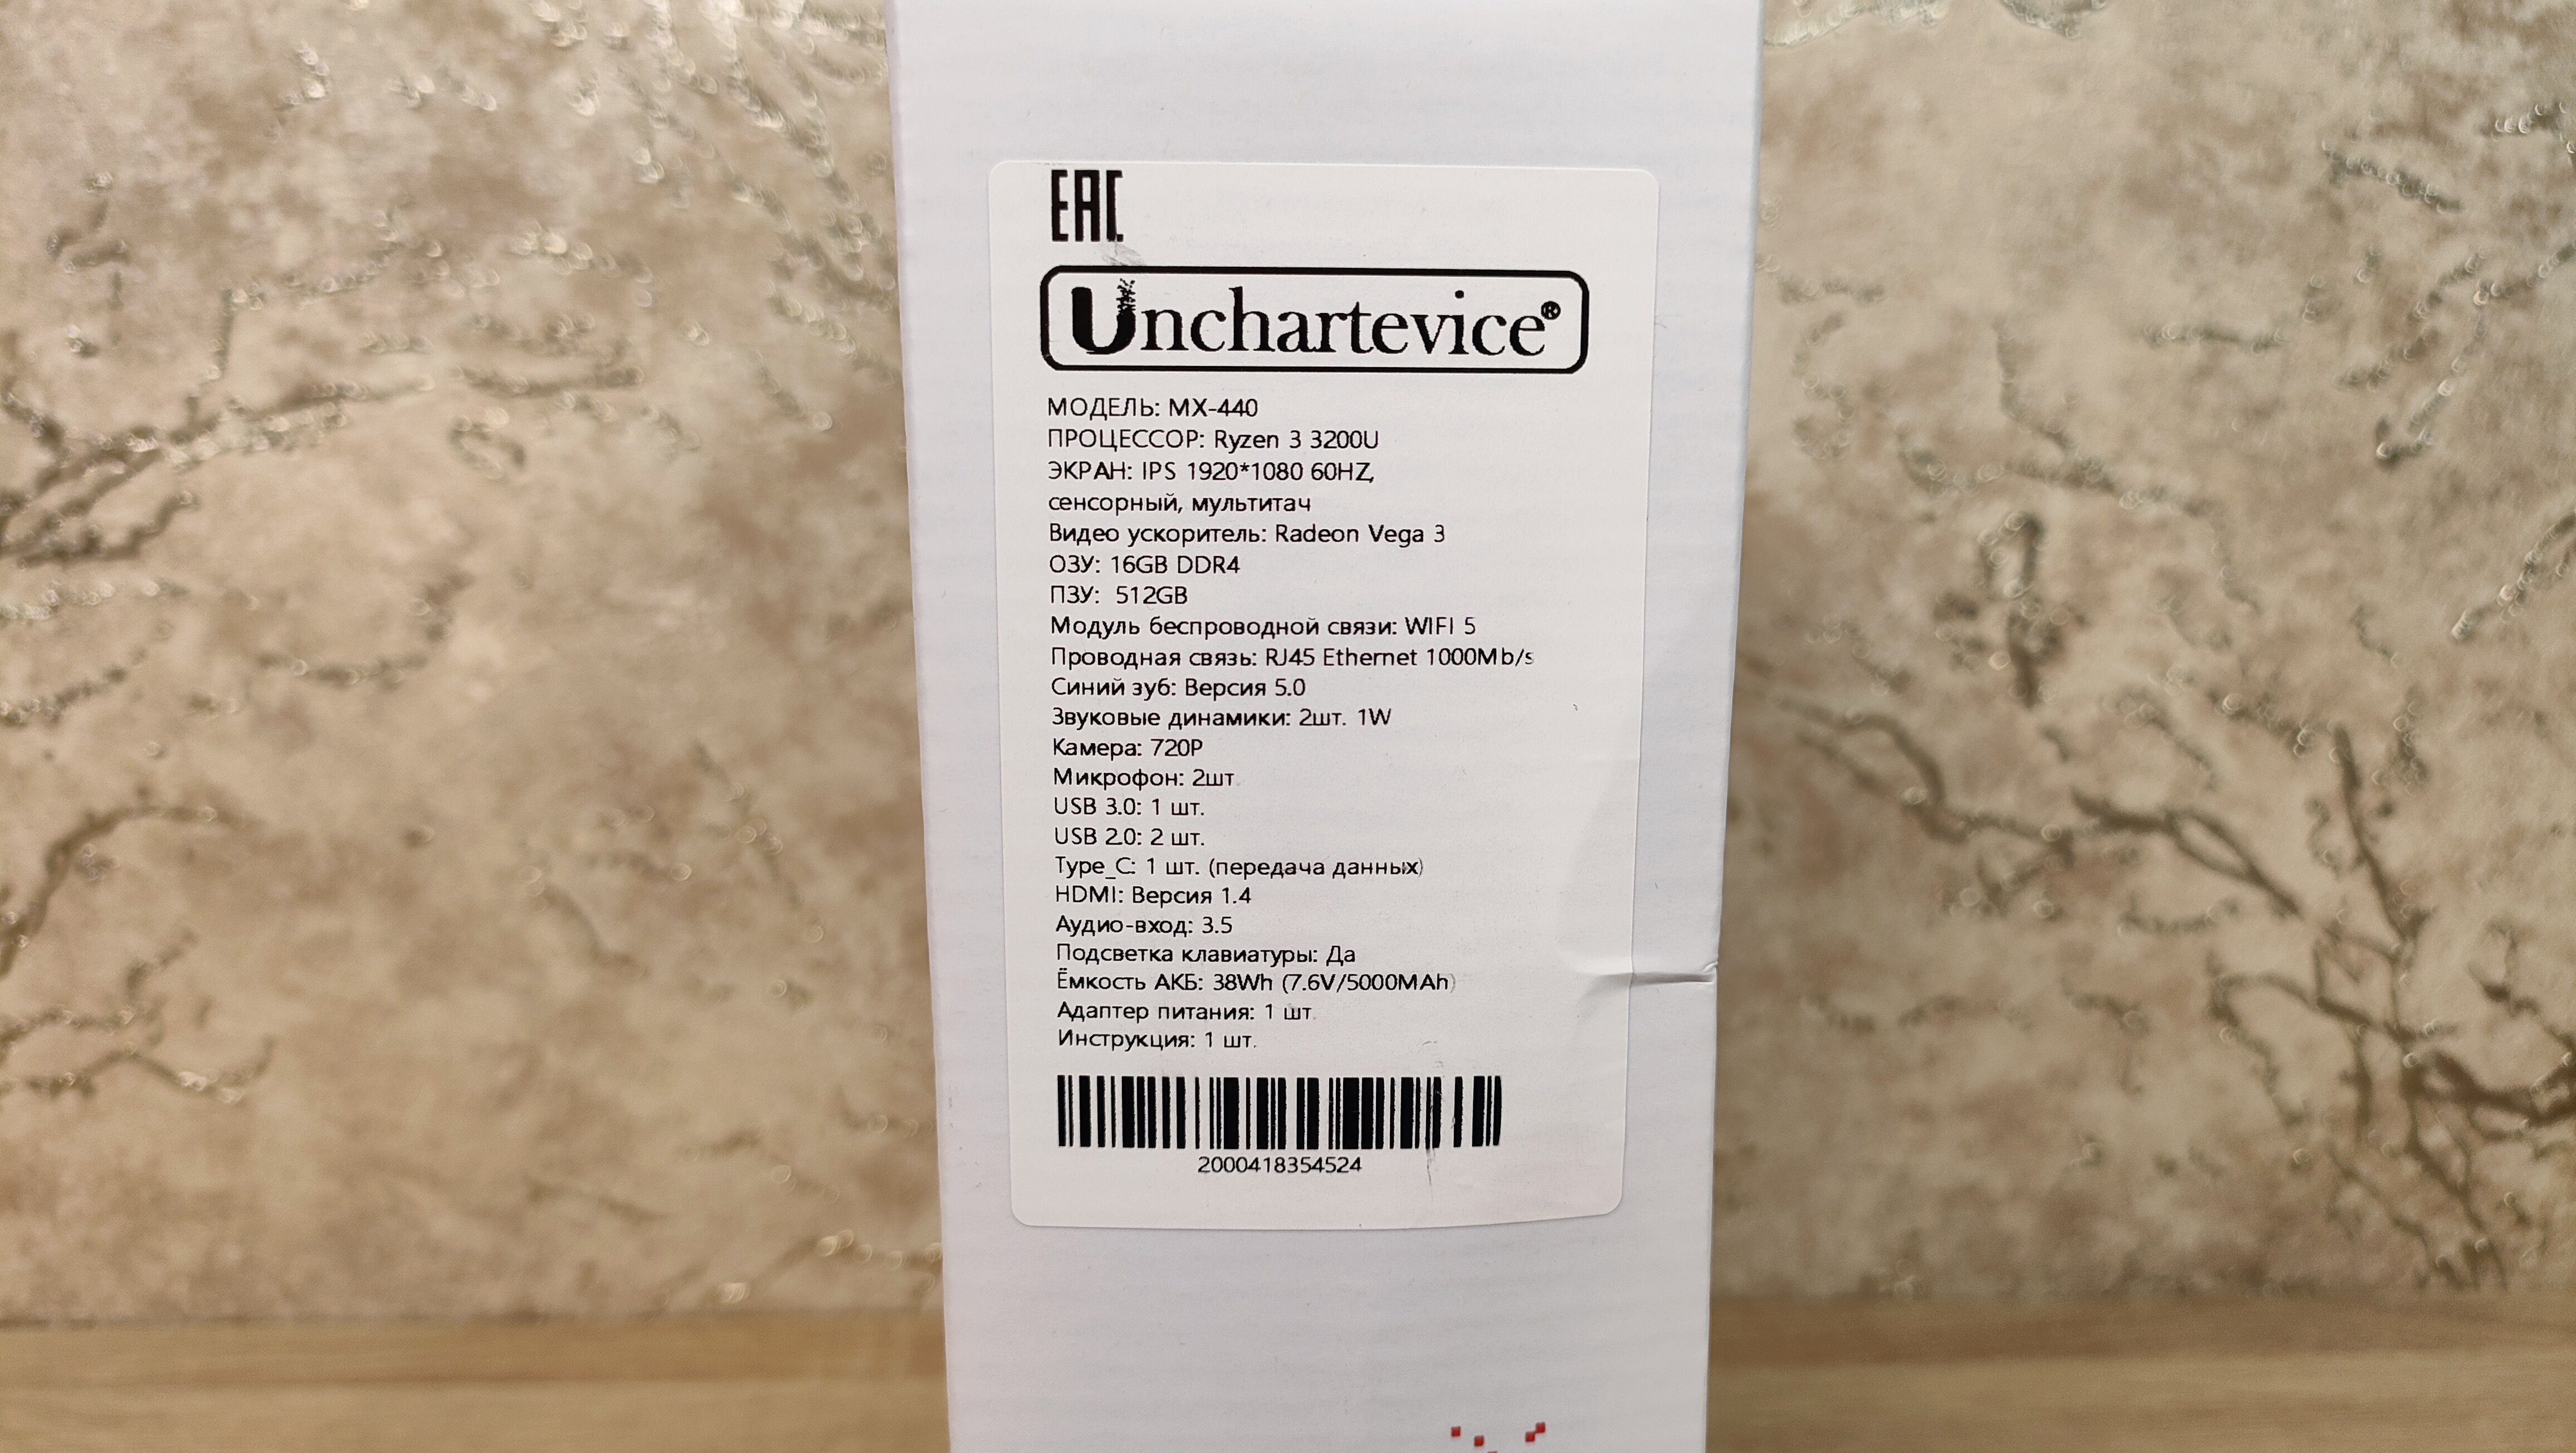 EAC
Unchartevice®
МОДЕЛЬ: MX-440
ПРОЦЕССОР: Ryzen 3 3200U
ЭКРАН: IPS 1920*1080 60HZ,
сенсорный, мультитач
Видео ускоритель: Radeon Vega 3
ОЗУ: 16GB DDR4
ПЗУ: 512GB
Модуль беспроводной связи: WIFI 5
Проводная связь: RJ45 Ethernet 1000Mb/s
Синий зуб: Версия 5.0
Звуковые динамики: 2шт. 1W
Камера: 720P
Микрофон: 2шт.
USB 3.0: 1 шт.
USB 2.0: 2 шт.
Type_C: 1 шт. (передача данных)
HDMI: Версия 1.4
Аудио-вход: 3.5
Подсветка клавиатуры: Да
Ёмкость АКБ: 38Wh (7.6V/5000MAh)
Адаптер питания: 1 шт.
Инструкция: 1 шт.
2000418354524